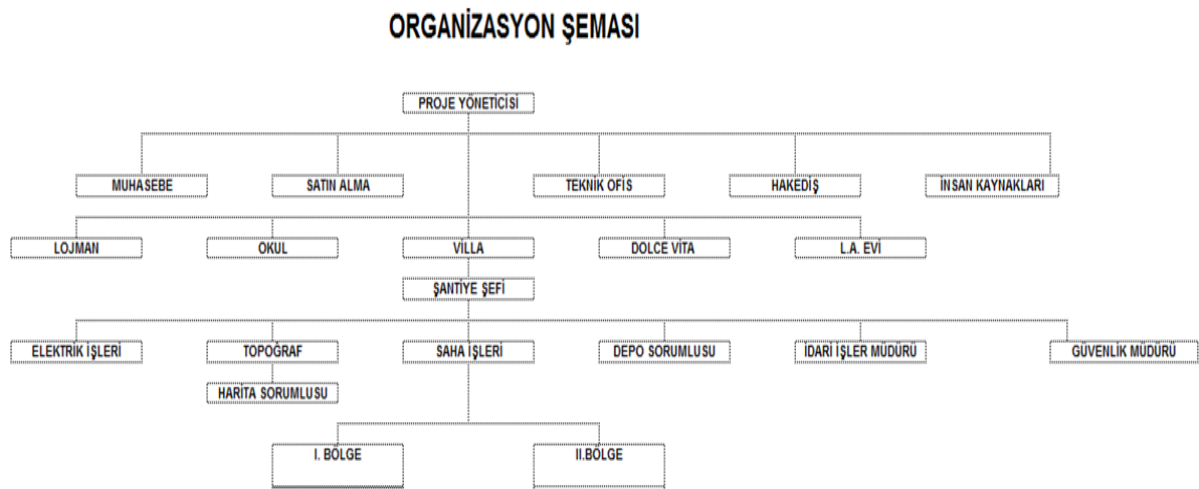 ORGANİZASYON ŞEMASI
PROJE YÖNETİCİSİ
MUHASEBE
SATIN ALMA
TEKNİK OFİS
HAKEDİŞ
İNSAN KAYNAKLARI
LOJMAN
OKUL
VİLLA
DOLCE VİTA
L.A. EVİ
ŞANTİYE ŞEFİ
ELEKTRİK İŞLERİ
TOPOĞRAF
SAHA İŞLERİ
DEPO SORUMLUSU
İDARİ İŞLER MÜDÜRÜ
GÜVENLİK MÜDÜRÜ
HARİTA SORUMLUSU
I. BÖLGE
II.BÖLGE